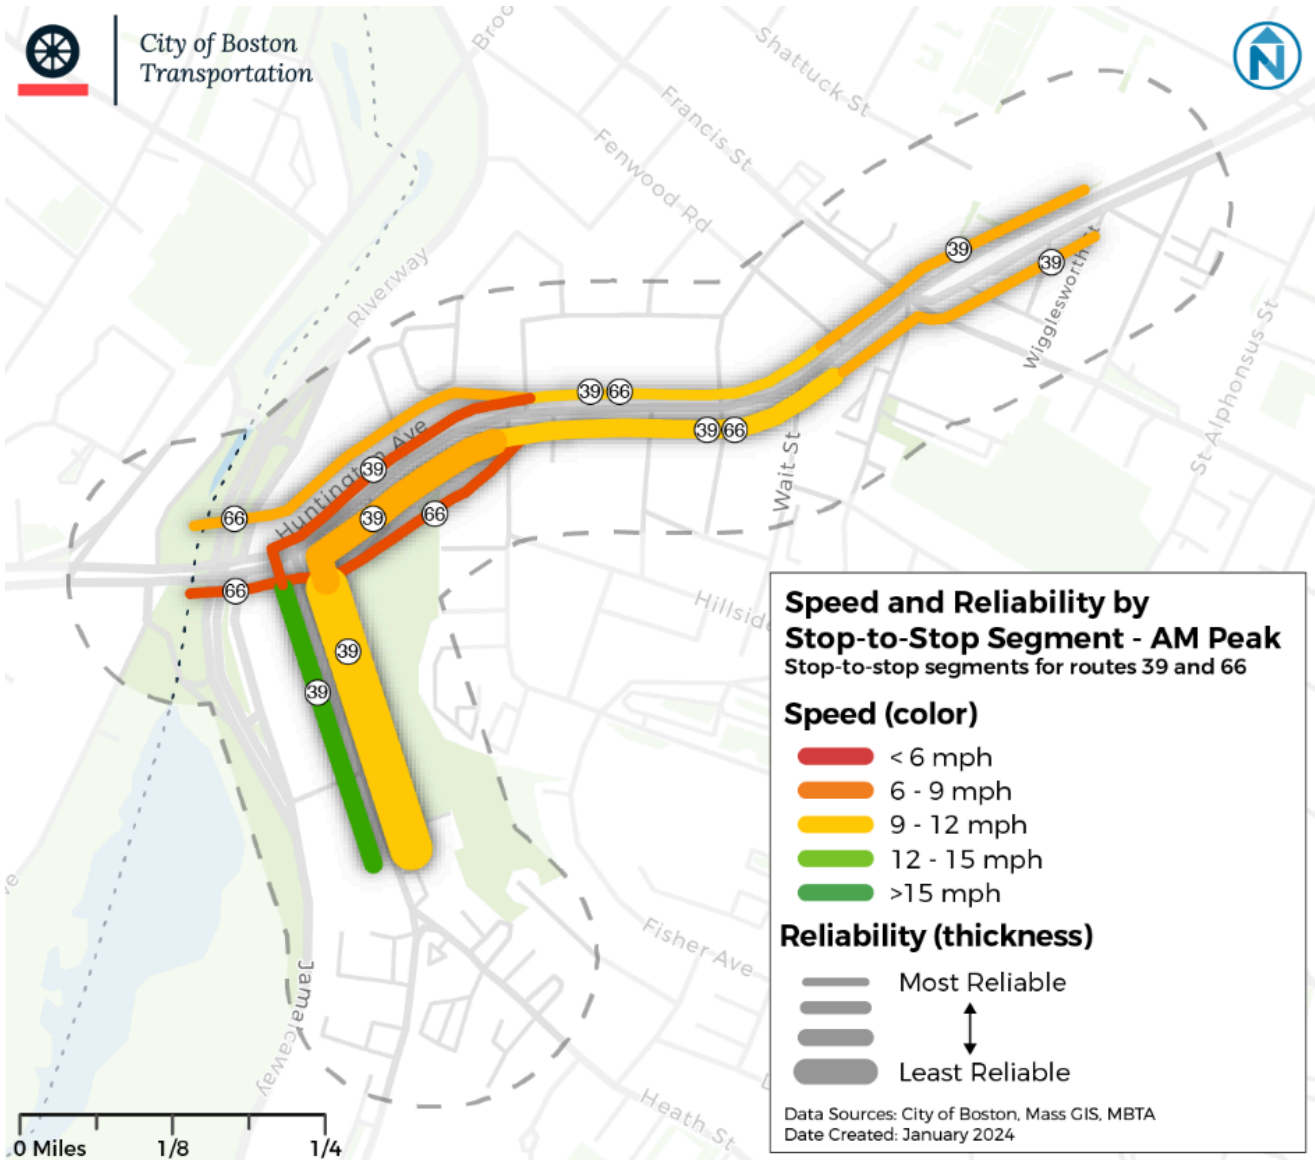 City of Boston
Transportation
N
Shattuck St
Francis St
Fenwood Rd
Riverway
39
39
Wigglesworth St
St Alphonsus St
39 66
39 66
Wait St
Huntington Ave
39
39
66
66
66
39
39
Fisher Ave
Jamaicaway
Heath St
Speed and Reliability by
Stop-to-Stop Segment - AM Peak
Stop-to-stop segments for routes 39 and 66
Speed (color)
< 6 mph
6 - 9 mph
9 - 12 mph
12 - 15 mph
>15 mph
Reliability (thickness)
Most Reliable
Least Reliable
Data Sources: City of Boston, Mass GIS, MBTA
Date Created: January 2024
0 Miles 1/8 1/4